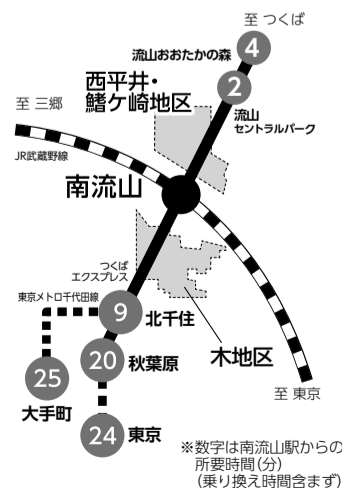 至 つくば
4
流山おおたかの森
2
流山
セントラルパーク
西平井・
鰭ケ崎地区
至 三郷
JR武蔵野線
南流山
つくば
エクスプレス
東京メトロ千代田線
9
北千住
20
秋葉原
25
大手町
24
東京
木地区
至 東京
※数字は南流山駅からの
所要時間(分)
(乗り換え時間含まず)